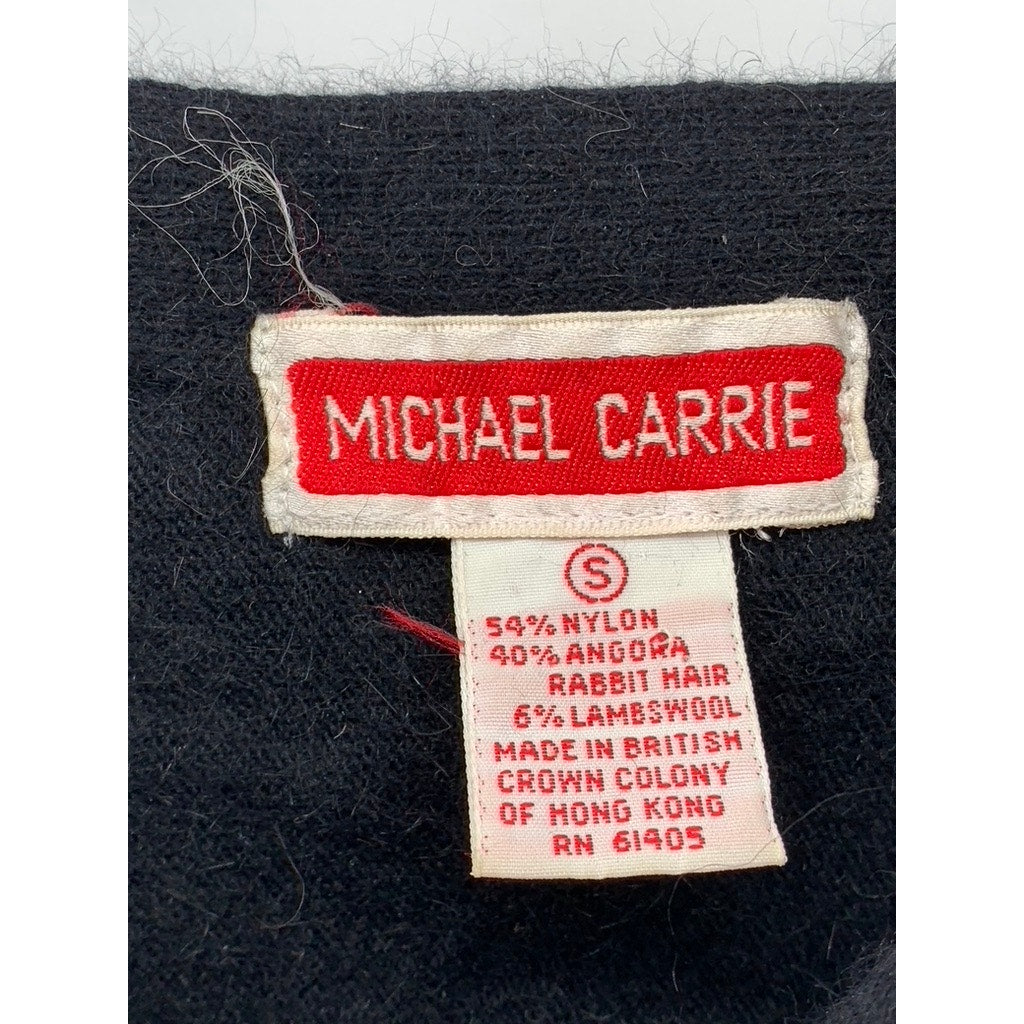 MICHAEL CARRIE
S
54% NYLON
40% ANGORA
RABBIT HAIR
6% LAMBSWOOL
MADE IN BRITISH
CROWN COLONY
OF HONG KONG
RN 61405